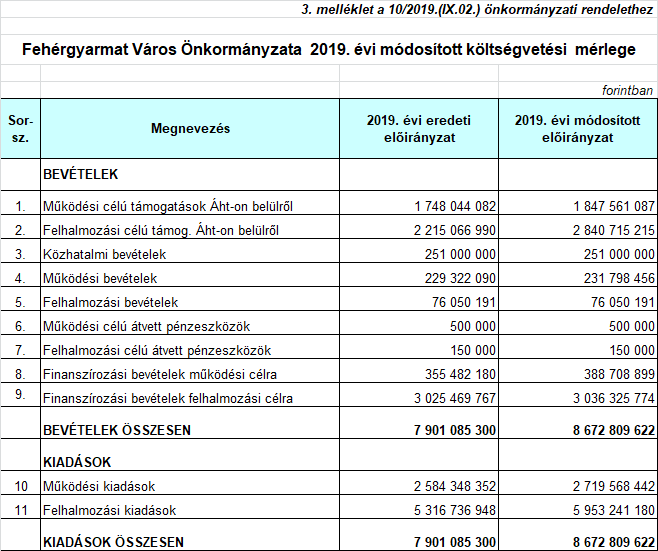 3. melléklet a 10/2019.(IX.02.) önkormányzati rendelethez
Fehérgyarmat Város Önkormányzata 2019. évi módosított költségvetési mérlege
forintban
Sor-sz. Megnevezés 2019. évi eredeti előirányzat 2019. évi módosított előirányzat
BEVÉTELEK
1. Működési célú támogatások Áht-on belülről 1 748 044 082 1 847 561 087
2. Felhalmozási célú támog. Áht-on belülről 2 215 066 990 2 840 715 215
3. Közhatalmi bevételek 251 000 000 251 000 000
4. Működési bevételek 229 322 090 231 798 456
5. Felhalmozási bevételek 76 050 191 76 050 191
6. Működési célú átvett pénzeszközök 500 000 500 000
7. Felhalmozási célú átvett pénzeszközök 150 000 150 000
8. Finanszírozási bevételek működési célra 355 482 180 388 708 899
9. Finanszírozási bevételek felhalmozási célra 3 025 469 767 3 036 325 774
BEVÉTELEK ÖSSZESEN 7 901 085 300 8 672 809 622
KIADÁSOK
10 Működési kiadások 2 584 348 352 2 719 568 442
11 Felhalmozási kiadások 5 316 736 948 5 953 241 180
KIADÁSOK ÖSSZESEN 7 901 085 300 8 672 809 622